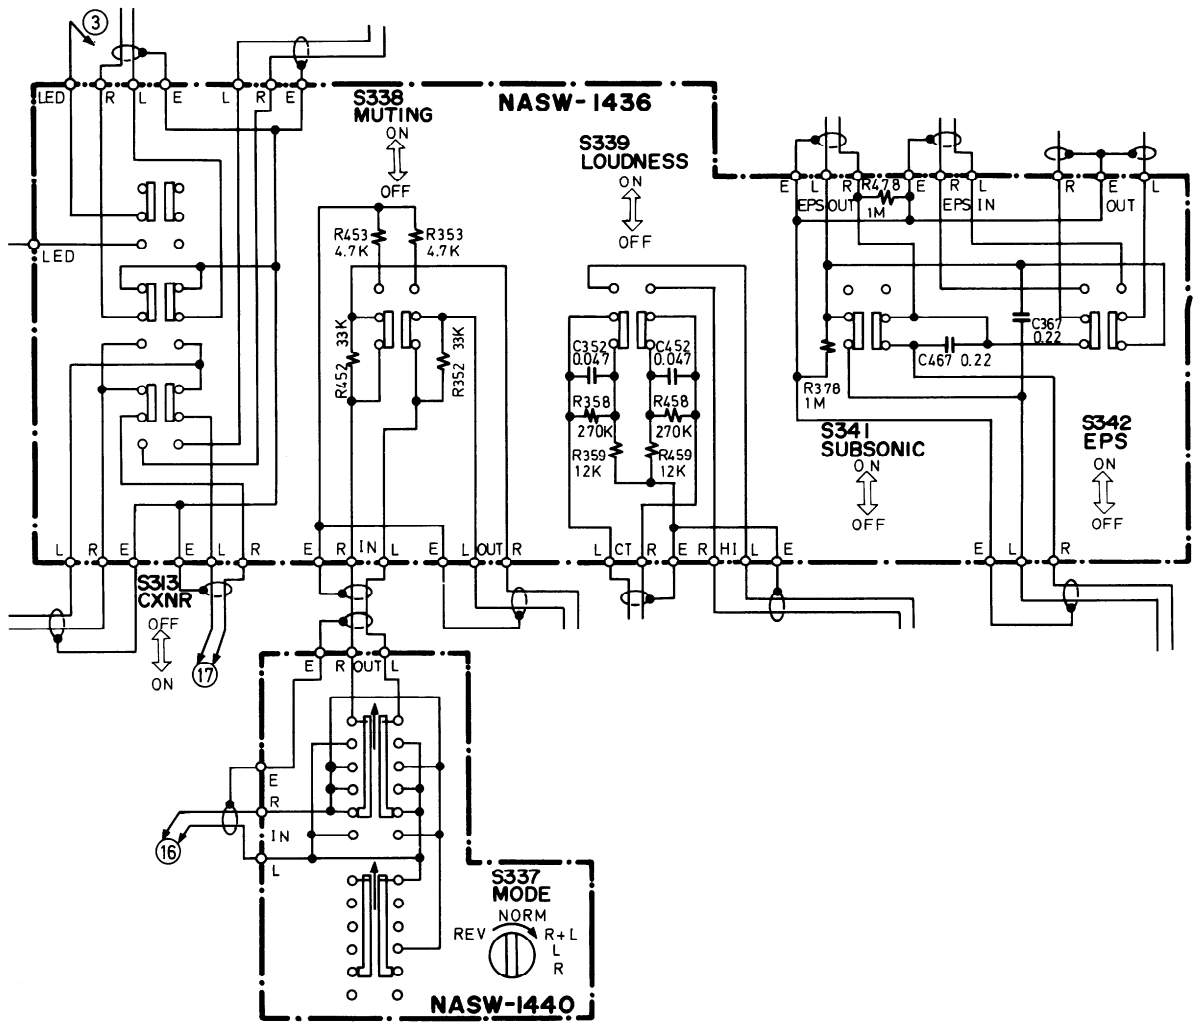 3
LED R L E L R E
S338
MUTING
ON
OFF
NASW-1436
S339
LOUDNESS
ON
OFF
E L R R478 E R L R E L
EPS OUT 1M EPS IN OUT
LED
R453
4.7K
R353
4.7K
33K
R452
33K
R352
C352
0.047
C452
0.047
R358
270K
R458
270K
R359
12K
R459
12K
C367
0.22
C467 0.22
R378
1M
S341
SUBSONIC
ON
OFF
S342
EPS
ON
OFF
L R E E L R E R IN L E L OUT R L CT R E R HI L E E L R
S313
CXNR
OFF
ON
17
E R OUT L
E
R
IN
L
16
S337
MODE
NORM
REV R+L
L
R
NASW-1440